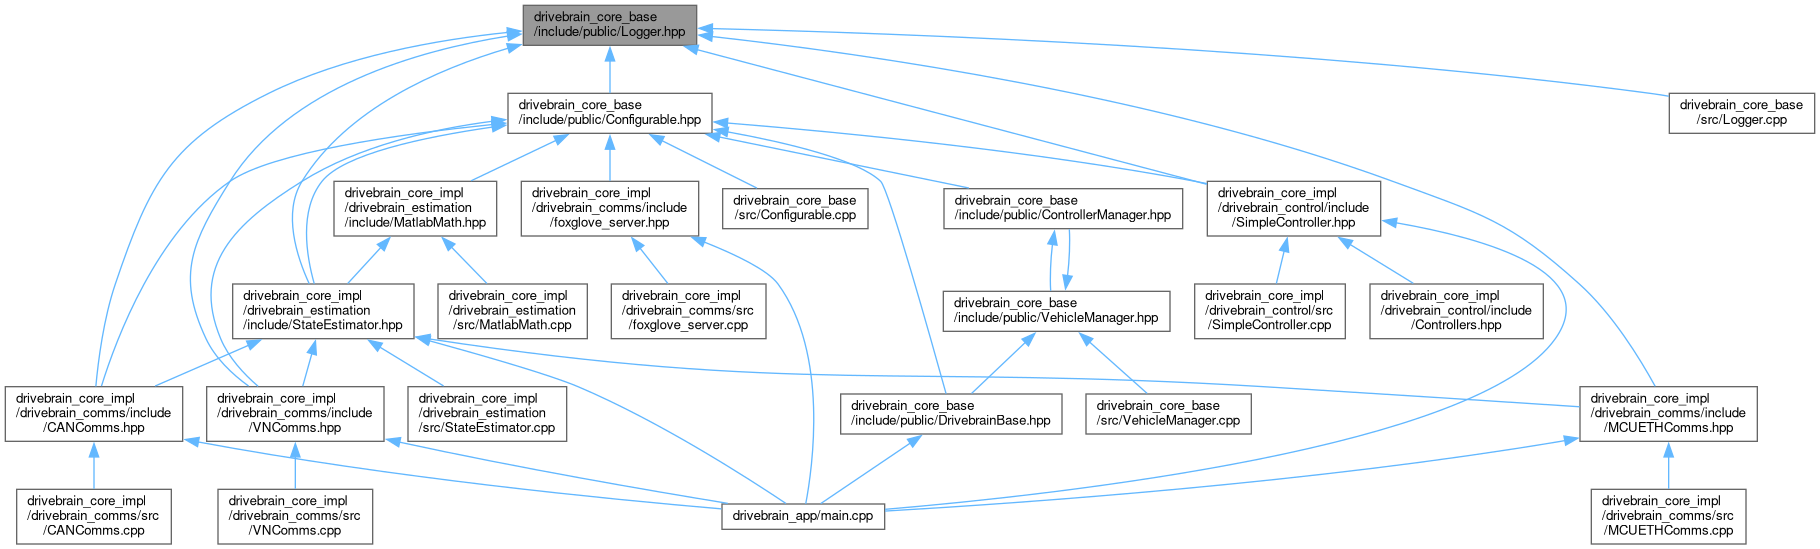 drivebrain_core_base
/include/public/Logger.hpp
drivebrain_core_base
/include/public/Configurable.hpp
drivebrain_core_base
/src/Logger.cpp
drivebrain_core_impl
/drivebrain_estimation
/include/MatlabMath.hpp
drivebrain_core_impl
/drivebrain_comms/include
/foxglove_server.hpp
drivebrain_core_base
/src/Configurable.cpp
drivebrain_core_base
/include/public/ControllerManager.hpp
drivebrain_core_impl
/drivebrain_control/include
/SimpleController.hpp
drivebrain_core_impl
/drivebrain_estimation
/include/StateEstimator.hpp
drivebrain_core_impl
/drivebrain_estimation
/src/MatlabMath.cpp
drivebrain_core_impl
/drivebrain_comms/src
/foxglove_server.cpp
drivebrain_core_base
/include/public/VehicleManager.hpp
drivebrain_core_impl
/drivebrain_control/src
/SimpleController.cpp
drivebrain_core_impl
/drivebrain_control/include
/Controllers.hpp
drivebrain_core_impl
/drivebrain_comms/include
/CANComms.hpp
drivebrain_core_impl
/drivebrain_comms/include
/VNComms.hpp
drivebrain_core_impl
/drivebrain_estimation
/src/StateEstimator.cpp
drivebrain_core_base
/include/public/DrivebrainBase.hpp
drivebrain_core_base
/src/VehicleManager.cpp
drivebrain_core_impl
/drivebrain_comms/include
/MCUETHComms.hpp
drivebrain_core_impl
/drivebrain_comms/src
/CANComms.cpp
drivebrain_core_impl
/drivebrain_comms/src
/VNComms.cpp
drivebrain_app/main.cpp
drivebrain_core_impl
/drivebrain_comms/src
/MCUETHComms.cpp